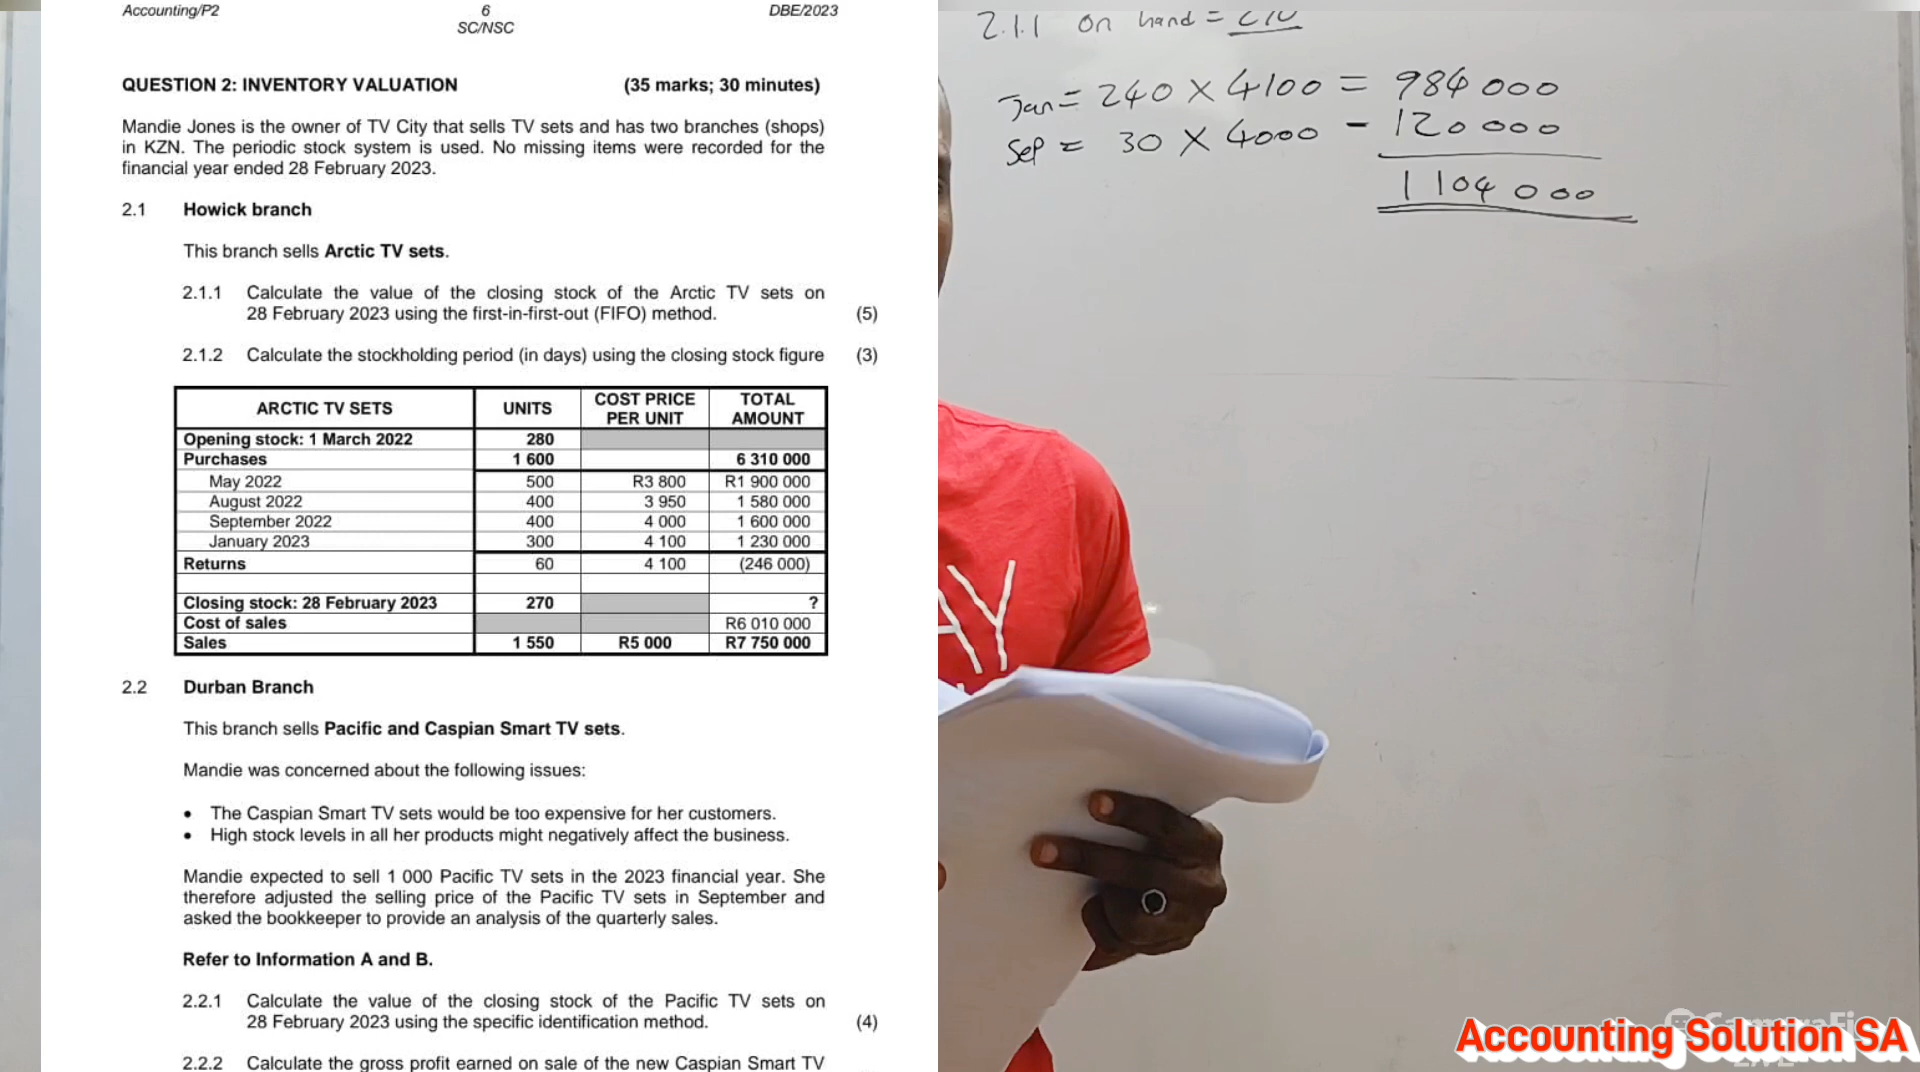 Accounting/P2 6 DBE/2023
SC/NSC
QUESTION 2: INVENTORY VALUATION (35 marks; 30 minutes)
Mandie Jones is the owner of TV City that sells TV sets and has two branches (shops)
in KZN. The periodic stock system is used. No missing items were recorded for the
financial year ended 28 February 2023.
2.1 Howick branch
This branch sells Arctic TV sets.
2.1.1 Calculate the value of the closing stock of the Arctic TV sets on
28 February 2023 using the first-in-first-out (FIFO) method. (5)
2.1.2 Calculate the stockholding period (in days) using the closing stock figure (3)
ARCTIC TV SETS UNITS COST PRICE PER UNIT TOTAL AMOUNT
Opening stock: 1 March 2022 280
Purchases 1 600 6 310 000
May 2022 500 R3 800 R1 900 000
August 2022 400 3 950 1 580 000
September 2022 400 4 000 1 600 000
January 2023 300 4 100 1 230 000
Returns 60 4 100 (246 000)
Closing stock: 28 February 2023 270 ?
Cost of sales R6 010 000
Sales 1 550 R5 000 R7 750 000
2.2 Durban Branch
This branch sells Pacific and Caspian Smart TV sets.
Mandie was concerned about the following issues:
• The Caspian Smart TV sets would be too expensive for her customers.
• High stock levels in all her products might negatively affect the business.
Mandie expected to sell 1 000 Pacific TV sets in the 2023 financial year. She
therefore adjusted the selling price of the Pacific TV sets in September and
asked the bookkeeper to provide an analysis of the quarterly sales.
Refer to Information A and B.
2.2.1 Calculate the value of the closing stock of the Pacific TV sets on
28 February 2023 using the specific identification method. (4)
2.2.2 Calculate the gross profit earned on sale of the new Caspian Smart TV
2.1.1 on hand =
Jan = 240 X 4100 = 984 000
Sep = 30 X 4000 - 120 000
1 104 000
AY
Accounting Solution SA